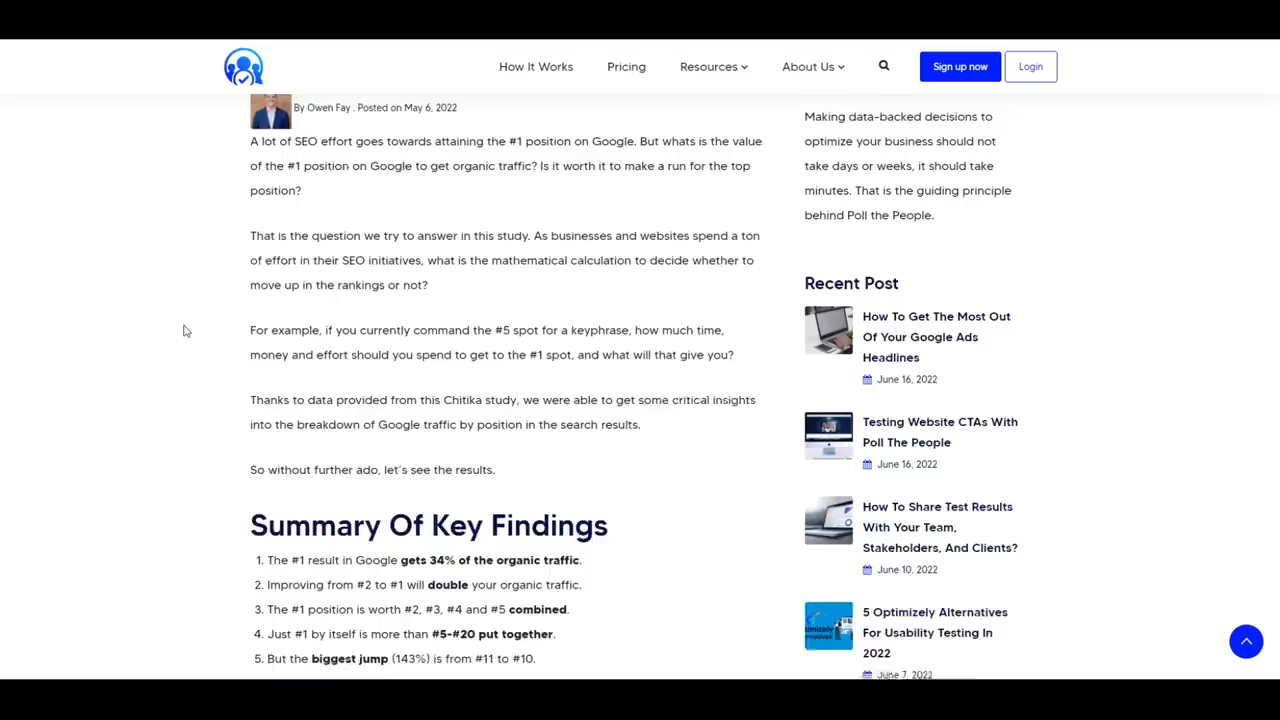 How It Works
Pricing
Resources
About Us
Sign up now
Login
By Owen Fay . Posted on May 6, 2022
A lot of SEO effort goes towards attaining the #1 position on Google. But whats is the value
of the #1 position on Google to get organic traffic? Is it worth it to make a run for the top
position?
That is the question we try to answer in this study. As businesses and websites spend a ton
of effort in their SEO initiatives, what is the mathematical calculation to decide whether to
move up in the rankings or not?
For example, if you currently command the #5 spot for a keyphrase, how much time,
money and effort should you spend to get to the #1 spot, and what will that give you?
Thanks to data provided from this Chitika study, we were able to get some critical insights
into the breakdown of Google traffic by position in the search results.
So without further ado, let's see the results.
Summary Of Key Findings
1. The #1 result in Google gets 34% of the organic traffic.
2. Improving from #2 to #1 will double your organic traffic.
3. The #1 position is worth #2, #3, #4 and #5 combined.
4. Just #1 by itself is more than #5-#20 put together.
5. But the biggest jump (143%) is from #11 to #10.
Making data-backed decisions to
optimize your business should not
take days or weeks, it should take
minutes. That is the guiding principle
behind Poll the People.
Recent Post
How To Get The Most Out
Of Your Google Ads
Headlines
June 16, 2022
Testing Website CTAs With
Poll The People
June 16, 2022
How To Share Test Results
With Your Team,
Stakeholders, And Clients?
June 10, 2022
5 Optimizely Alternatives
For Usability Testing In
2022
June 7, 2022